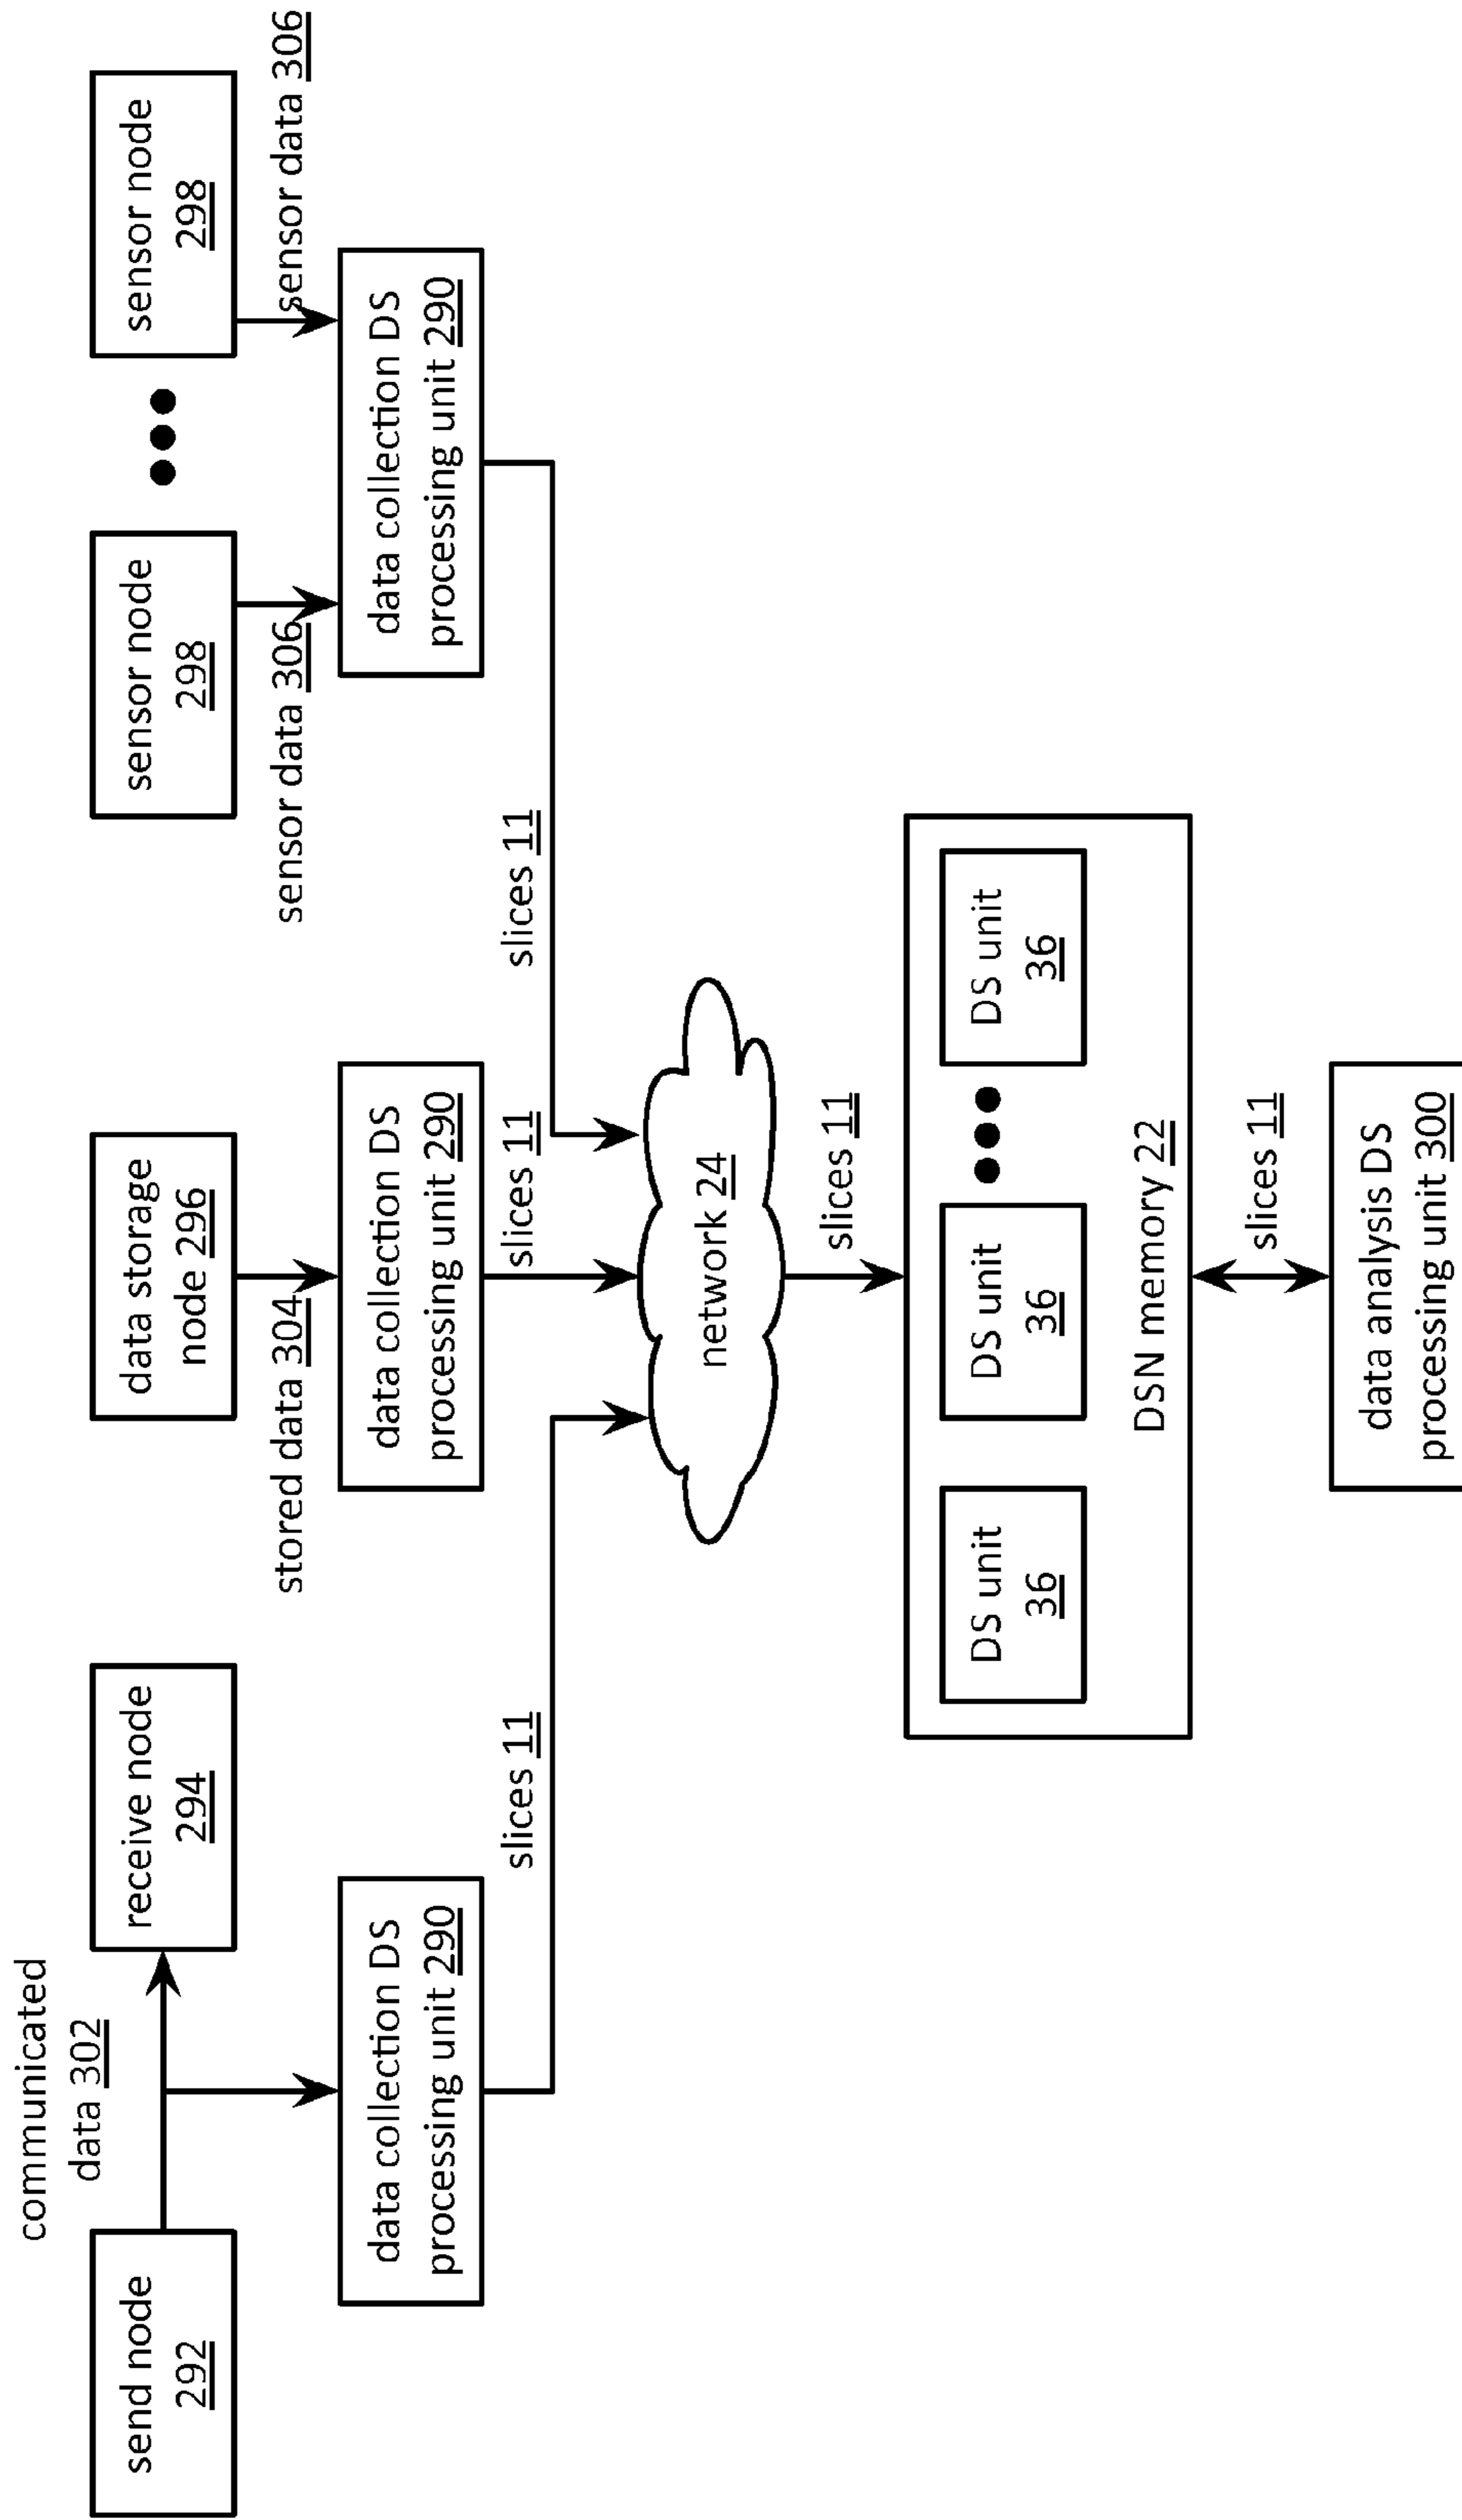 communicated
data 302
send node
292
receive node
294
data storage
node 296
sensor node
298
sensor node
298
stored data 304
sensor data 306
sensor data 306
data collection DS
processing unit 290
data collection DS
processing unit 290
data collection DS
processing unit 290
slices 11
slices 11
slices 11
network 24
slices 11
DS unit
36
DS unit
36
DS unit
36
DSN memory 22
slices 11
data analysis DS
processing unit 300